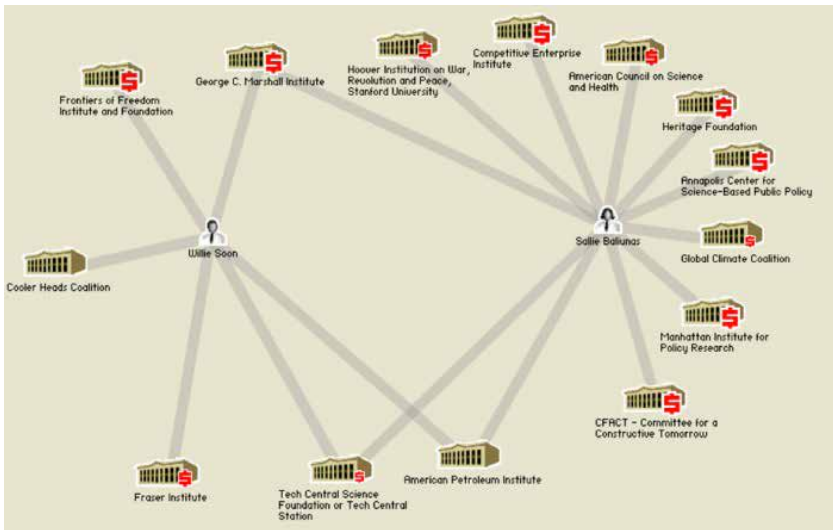 Competitive Enterprise
Institute
Hoover Institution on War,
Revolution and Peace,
Stanford University
George C. Marshall Institute
American Council on Science
and Health
Frontiers of Freedom
Institute and Foundation
Heritage Foundation
Annapolis Center for
Science-Based Public Policy
Willie Soon
Sallie Baliunas
Global Climate Coalition
Cooler Heads Coalition
Manhattan Institute for
Policy Research
CFACT - Committee for a
Constructive Tomorrow
American Petroleum Institute
Fraser Institute
Tech Central Science
Foundation or Tech Central
Station